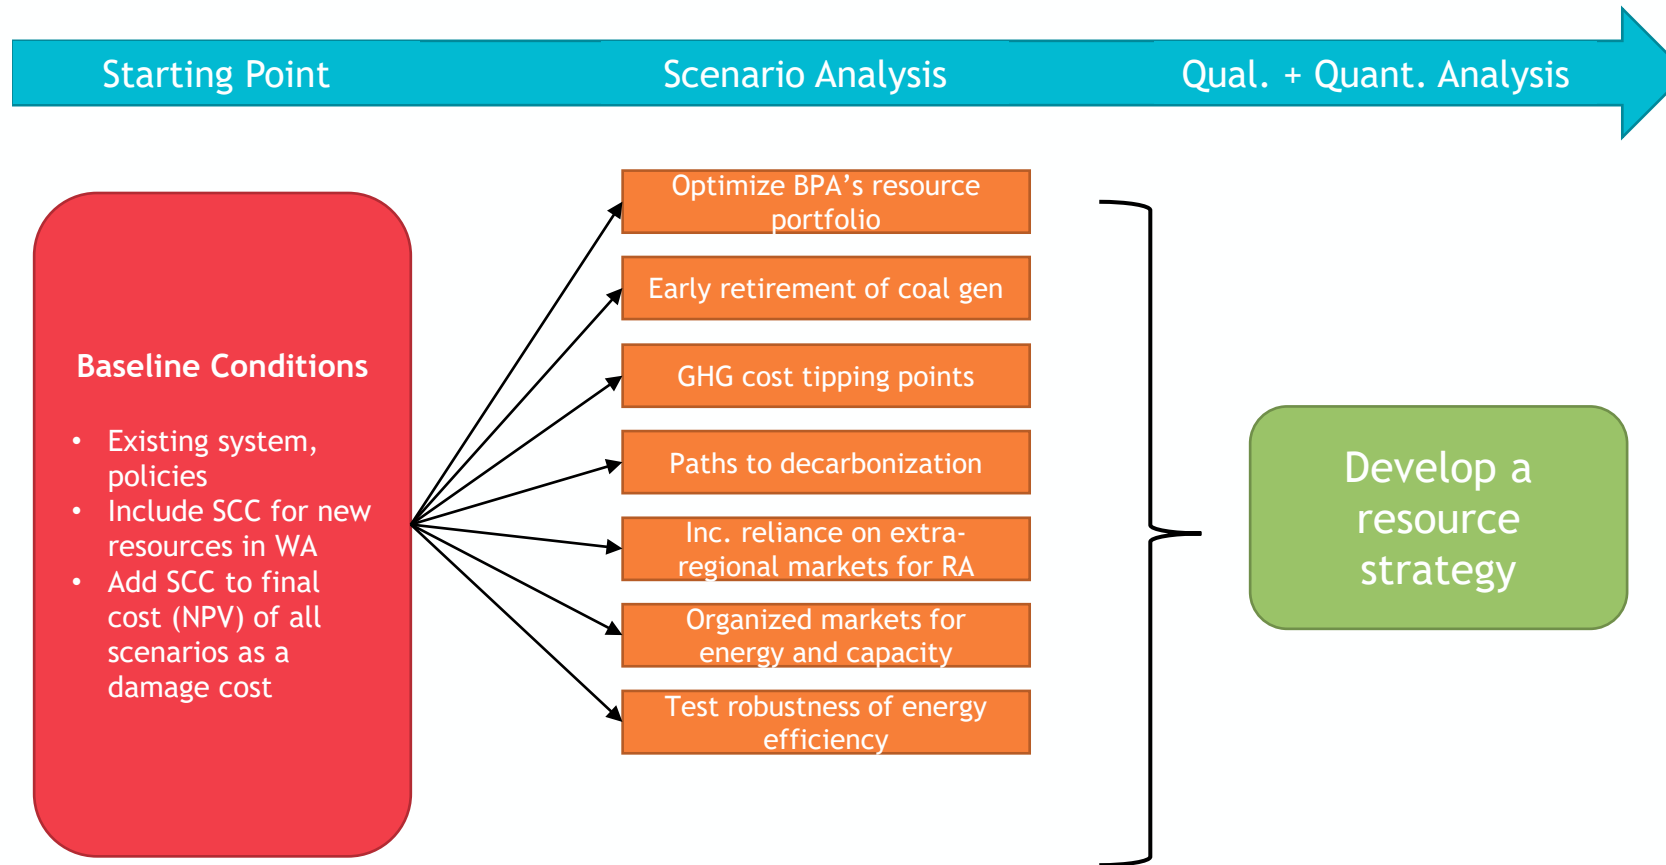 Starting Point
Scenario Analysis
Qual. + Quant. Analysis
Baseline Conditions
• Existing system,
policies
• Include SCC for new
resources in WA
• Add SCC to final
cost (NPV) of all
scenarios as a
damage cost
Optimize BPA’s resource
portfolio
Early retirement of coal gen
GHG cost tipping points
Paths to decarbonization
Inc. reliance on extra-
regional markets for RA
Organized markets for
energy and capacity
Test robustness of energy
efficiency
Develop a
resource
strategy